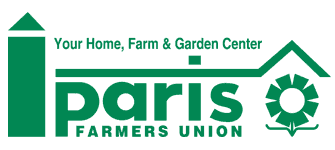 Your Home, Farm & Garden Center
paris
FARMERS UNION